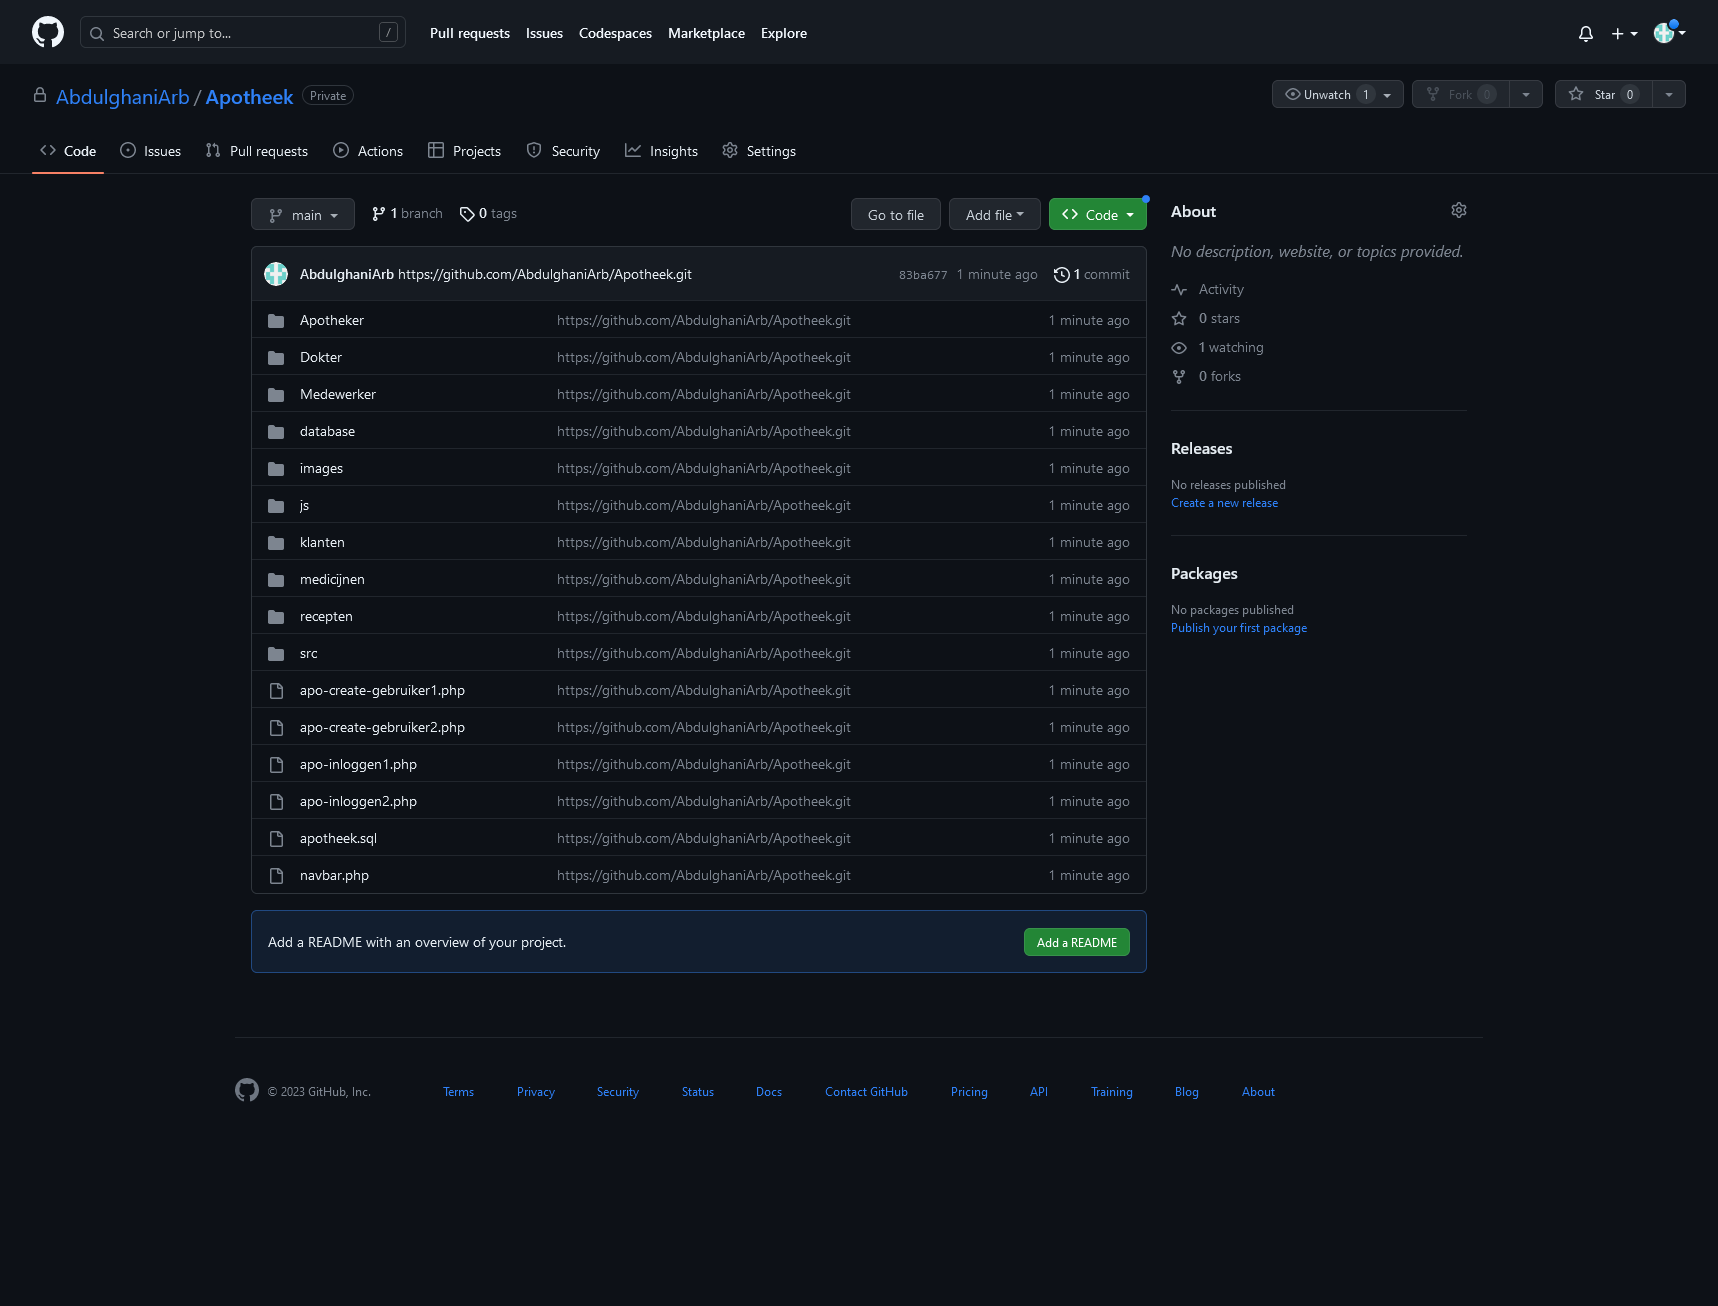 Search or jump to... /
Pull requests Issues Codespaces Marketplace Explore
AbdulghaniArb / Apotheek Private
Unwatch 1 Fork 0 Star 0
Code Issues Pull requests Actions Projects Security Insights Settings
main 1 branch 0 tags Go to file Add file Code
AbdulghaniArb https://github.com/AbdulghaniArb/Apotheek.git 83ba677 1 minute ago 1 commit
Apotheker https://github.com/AbdulghaniArb/Apotheek.git 1 minute ago
Dokter https://github.com/AbdulghaniArb/Apotheek.git 1 minute ago
Medewerker https://github.com/AbdulghaniArb/Apotheek.git 1 minute ago
database https://github.com/AbdulghaniArb/Apotheek.git 1 minute ago
images https://github.com/AbdulghaniArb/Apotheek.git 1 minute ago
js https://github.com/AbdulghaniArb/Apotheek.git 1 minute ago
klanten https://github.com/AbdulghaniArb/Apotheek.git 1 minute ago
medicijnen https://github.com/AbdulghaniArb/Apotheek.git 1 minute ago
recepten https://github.com/AbdulghaniArb/Apotheek.git 1 minute ago
src https://github.com/AbdulghaniArb/Apotheek.git 1 minute ago
apo-create-gebruiker1.php https://github.com/AbdulghaniArb/Apotheek.git 1 minute ago
apo-create-gebruiker2.php https://github.com/AbdulghaniArb/Apotheek.git 1 minute ago
apo-inloggen1.php https://github.com/AbdulghaniArb/Apotheek.git 1 minute ago
apo-inloggen2.php https://github.com/AbdulghaniArb/Apotheek.git 1 minute ago
apotheek.sql https://github.com/AbdulghaniArb/Apotheek.git 1 minute ago
navbar.php https://github.com/AbdulghaniArb/Apotheek.git 1 minute ago
Add a README with an overview of your project. Add a README
About
No description, website, or topics provided.
Activity
0 stars
1 watching
0 forks
Releases
No releases published
Create a new release
Packages
No packages published
Publish your first package
© 2023 GitHub, Inc. Terms Privacy Security Status Docs Contact GitHub Pricing API Training Blog About